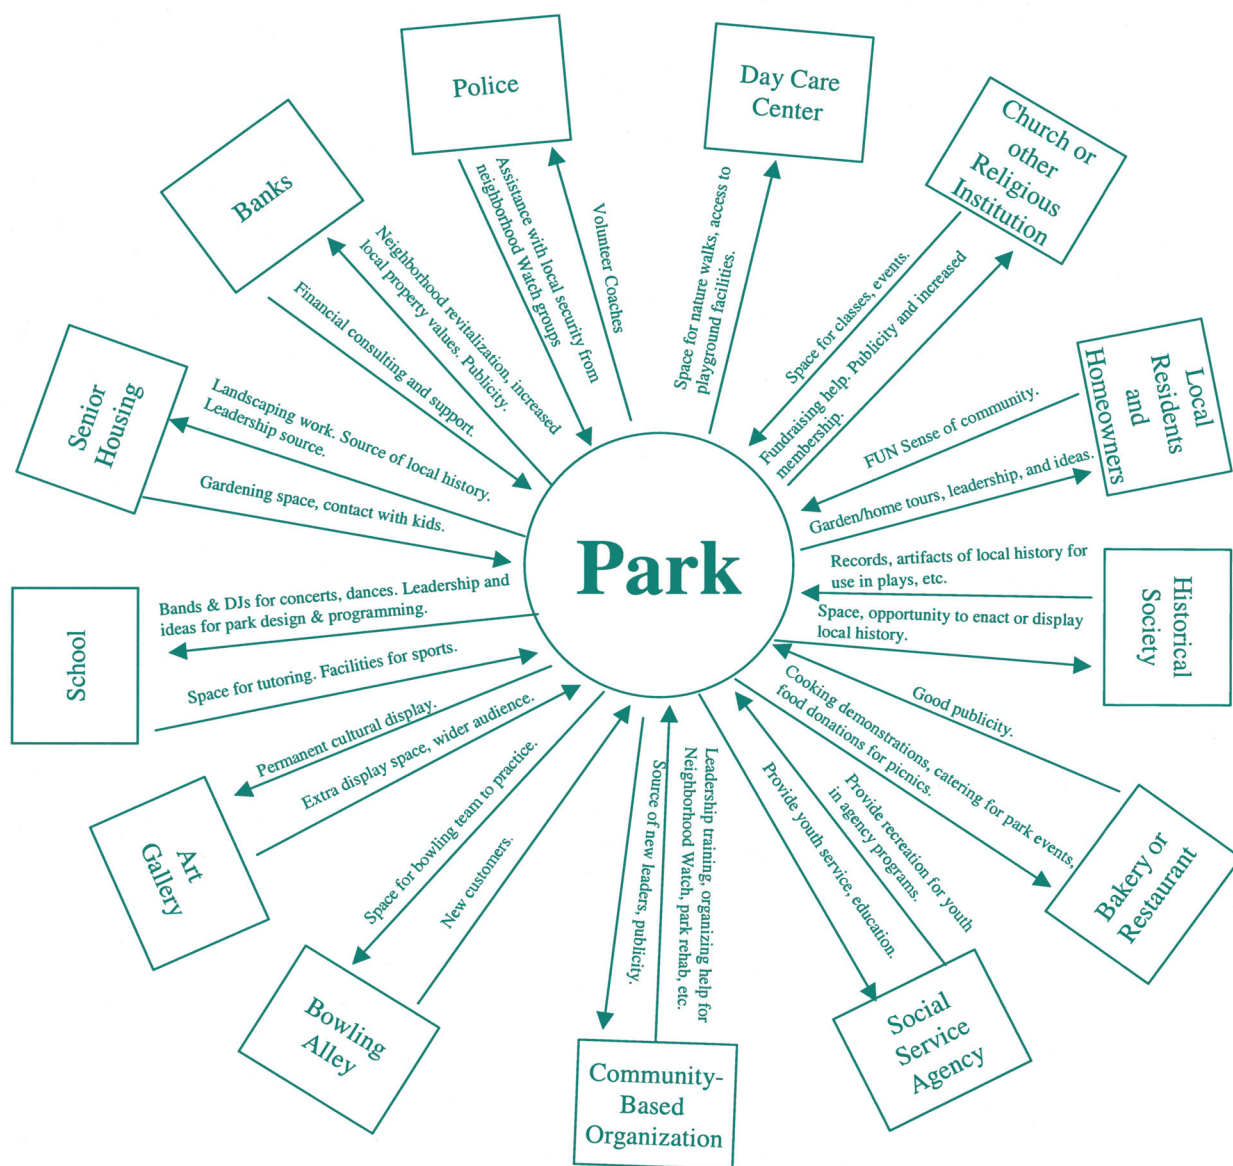 Police
Day Care
Center
Church or
other
Religious
Institution
Banks
Assistance with local security from
neighborhood Watch groups
Volunteer Coaches
Space for nature walks, access to
playground facilities.
Space for classes, events.
Fundraising help. Publicity and increased
membership.
Neighborhood revitalization, increased
local property values. Publicity.
Financial consulting and support.
Local
Residents
and
Homeowners
FUN Sense of community.
Garden/home tours, leadership, and ideas.
Senior
Housing
Landscaping work. Source of local history.
Leadership source.
Gardening space, contact with kids.
Park
Records, artifacts of local history for
use in plays, etc.
Space, opportunity to enact or display
local history.
Historical
Society
School
Bands & DJs for concerts, dances. Leadership and
ideas for park design & programming.
Space for tutoring. Facilities for sports.
Permanent cultural display.
Extra display space, wider audience.
Art
Gallery
Space for bowling team to practice.
New customers.
Bowling
Alley
Source of new leaders, publicity.
Leadership training, organizing help for
Neighborhood Watch, park rehab, etc.
Community-
Based
Organization
Provide youth service, education.
Provide recreation for youth
in agency programs.
Social
Service
Agency
Good publicity.
Cooking demonstrations, catering for park events,
food donations for picnics.
Bakery or
Restaurant